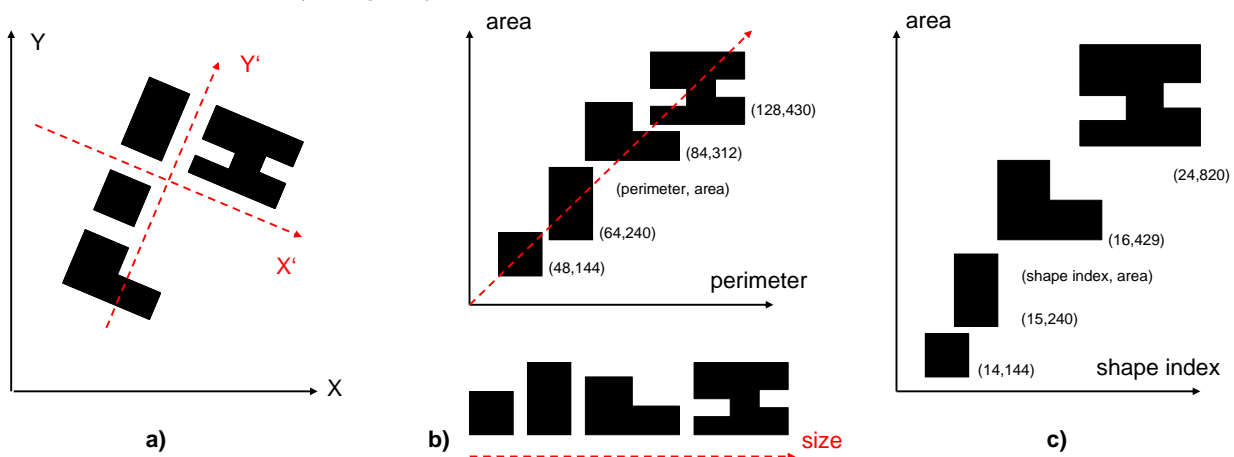 Y
Y'
X'
X
a)
area
(128,430)
(84,312)
(perimeter, area)
(64,240)
(48,144)
perimeter
b)
size
area
(24,820)
(16,429)
(shape index, area)
(15,240)
(14,144)
shape index
c)